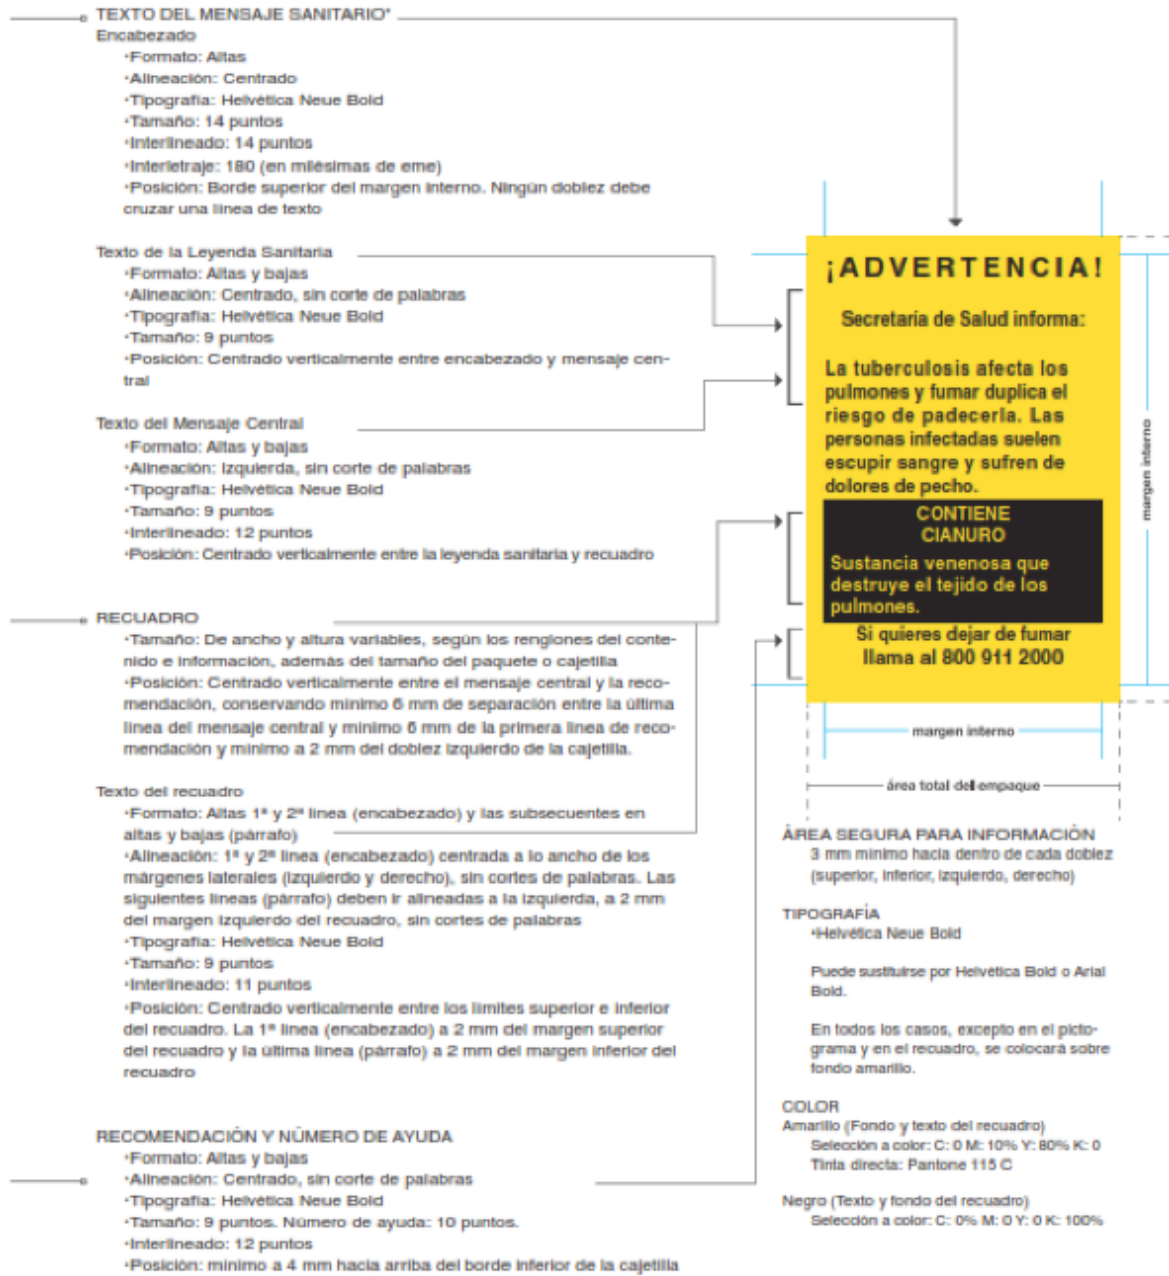 TEXTO DEL MENSAJE SANITARIO*
Encabezado
•Formato: Altas
•Alineación: Centrado
•Tipografía: Helvética Neue Bold
•Tamaño: 14 puntos
•Interlineado: 14 puntos
•Interletraje: 180 (en milésimas de eme)
•Posición: Borde superior del margen interno. Ningún doblez debe
cruzar una línea de texto
Texto de la Leyenda Sanitaria
•Formato: Altas y bajas
•Alineación: Centrado, sin corte de palabras
•Tipografía: Helvética Neue Bold
•Tamaño: 9 puntos
•Posición: Centrado verticalmente entre encabezado y mensaje cen-
tral
Texto del Mensaje Central
•Formato: Altas y bajas
•Alineación: Izquierda, sin corte de palabras
•Tipografía: Helvética Neue Bold
•Tamaño: 9 puntos
•Interlineado: 12 puntos
•Posición: Centrado verticalmente entre la leyenda sanitaria y recuadro
RECUADRO
•Tamaño: De ancho y altura variables, según los renglones del conte-
nido e información, además del tamaño del paquete o cajetilla
•Posición: Centrado verticalmente entre el mensaje central y la reco-
mendación, conservando mínimo 6 mm de separación entre la última
línea del mensaje central y mínimo 6 mm de la primera línea de reco-
mendación y mínimo a 2 mm del doblez izquierdo de la cajetilla.
Texto del recuadro
•Formato: Altas 1ª y 2ª línea (encabezado) y las subsecuentes en
altas y bajas (párrafo)
•Alineación: 1ª y 2ª línea (encabezado) centrada a lo ancho de los
márgenes laterales (izquierdo y derecho), sin cortes de palabras. Las
siguientes líneas (párrafo) deben ir alineadas a la izquierda, a 2 mm
del margen izquierdo del recuadro, sin cortes de palabras
•Tipografía: Helvética Neue Bold
•Tamaño: 9 puntos
•Interlineado: 11 puntos
•Posición: Centrado verticalmente entre los límites superior e inferior
del recuadro. La 1ª línea (encabezado) a 2 mm del margen superior
del recuadro y la última línea (párrafo) a 2 mm del margen inferior del
recuadro
RECOMENDACIÓN Y NÚMERO DE AYUDA
•Formato: Altas y bajas
•Alineación: Centrado, sin corte de palabras
•Tipografía: Helvética Neue Bold
•Tamaño: 9 puntos. Número de ayuda: 10 puntos.
•Interlineado: 12 puntos
•Posición: mínimo a 4 mm hacia arriba del borde inferior de la cajetilla
¡ADVERTENCIA!
Secretaría de Salud informa:
La tuberculosis afecta los
pulmones y fumar duplica el
riesgo de padecerla. Las
personas infectadas suelen
escupir sangre y sufren de
dolores de pecho.
CONTIENE
CIANURO
Sustancia venenosa que
destruye el tejido de los
pulmones.
Si quieres dejar de fumar
llama al 800 911 2000
margen interno
margen interno
área total del empaque
ÁREA SEGURA PARA INFORMACIÓN
3 mm mínimo hacia dentro de cada doblez
(superior, inferior, izquierdo, derecho)
TIPOGRAFÍA
•Helvética Neue Bold
Puede sustituirse por Helvética Bold o Arial
Bold.
En todos los casos, excepto en el picto-
grama y en el recuadro, se colocará sobre
fondo amarillo.
COLOR
Amarillo (Fondo y texto del recuadro)
Selección a color: C: 0 M: 10% Y: 80% K: 0
Tinta directa: Pantone 115 C
Negro (Texto y fondo del recuadro)
Selección a color: C: 0% M: 0 Y: 0 K: 100%